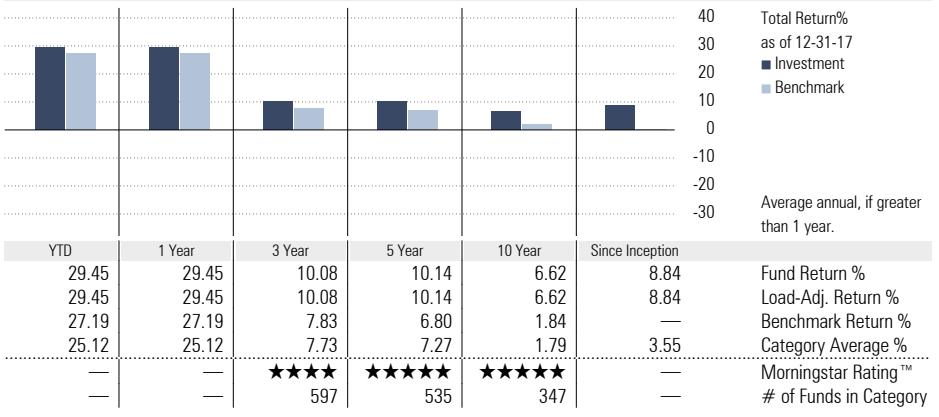 40
30
20
10
0
-10
-20
-30
Total Return%
as of 12-31-17
Investment
Benchmark
Average annual, if greater
than 1 year.
YTD 1 Year 3 Year 5 Year 10 Year Since Inception
29.45 29.45 10.08 10.14 6.62 8.84 Fund Return %
29.45 29.45 10.08 10.14 6.62 8.84 Load-Adj. Return %
27.19 27.19 7.83 6.80 1.84 — Benchmark Return %
25.12 25.12 7.73 7.27 1.79 3.55 Category Average %
— — ★★★★ ★★★★★ ★★★★★ — Morningstar Rating™
— — 597 535 347 — # of Funds in Category